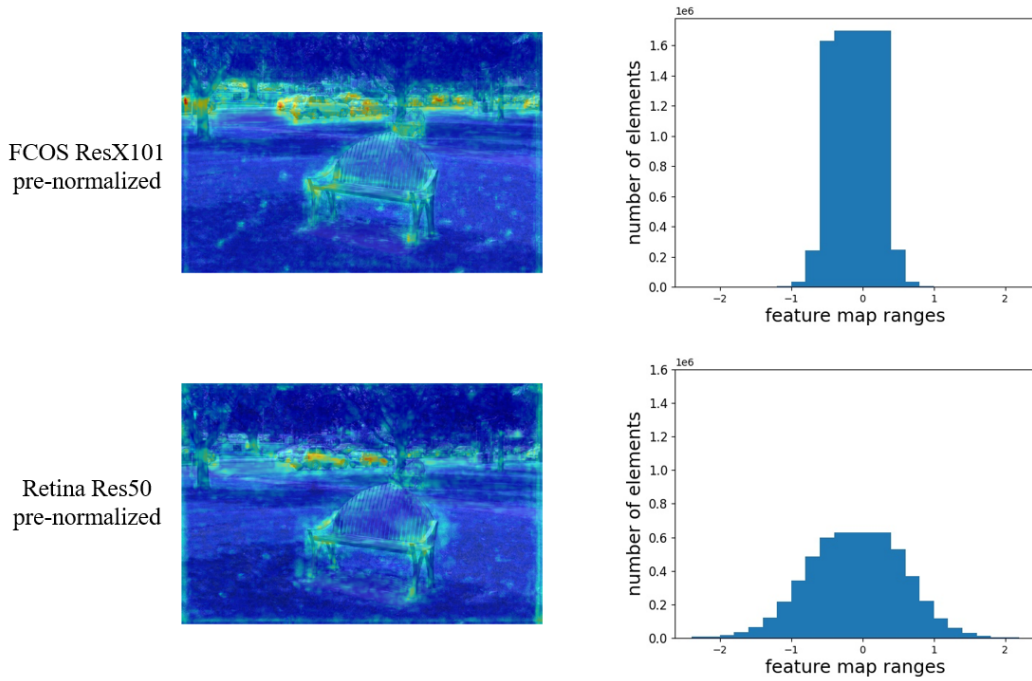 FCOS ResX101
pre-normalized
1e6
number of elements
1.6
1.4
1.2
1.0
0.8
0.6
0.4
0.2
0.0
−2
−1
0
1
2
feature map ranges
Retina Res50
pre-normalized
1e6
number of elements
1.6
1.4
1.2
1.0
0.8
0.6
0.4
0.2
0.0
−2
−1
0
1
2
feature map ranges